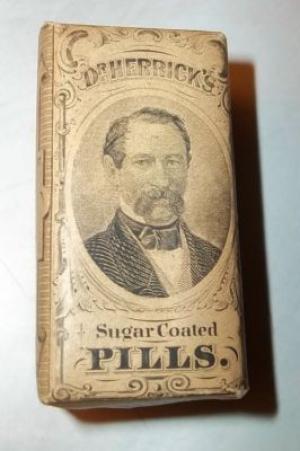 DR HERRICK'S
Sugar Coated
PILLS.